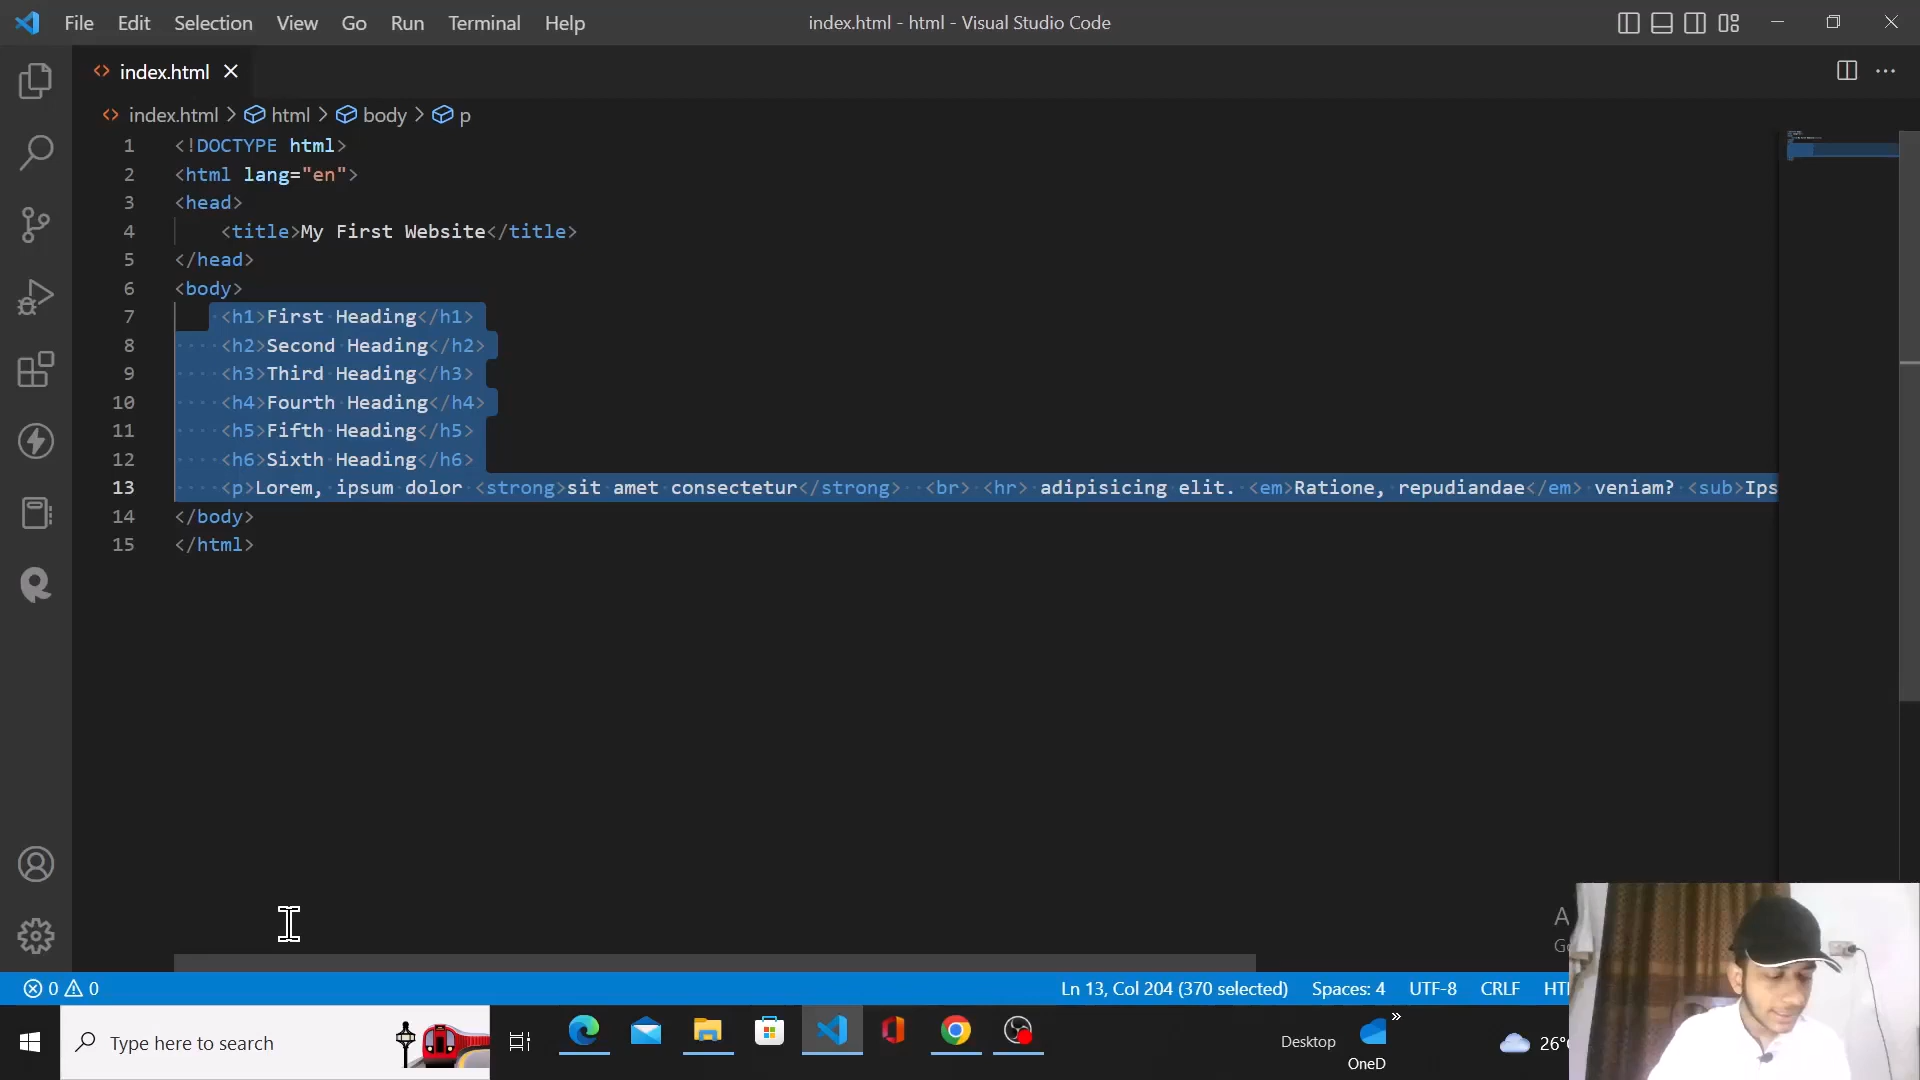 File Edit Selection View Go Run Terminal Help
index.html - html - Visual Studio Code
index.html
index.html > html > body > p
1 <!DOCTYPE html>
2 <html lang="en">
3 <head>
4 <title>My First Website</title>
5 </head>
6 <body>
7 <h1>First Heading</h1>
8 <h2>Second Heading</h2>
9 <h3>Third Heading</h3>
10 <h4>Fourth Heading</h4>
11 <h5>Fifth Heading</h5>
12 <h6>Sixth Heading</h6>
13 <p>Lorem, ipsum dolor <strong>sit amet consectetur</strong> <br> <hr> adipisicing elit. <em>Ratione, repudiandae</em> veniam? <sub>Ips
14 </body>
15 </html>
A
Go
0 0 Ln 13, Col 204 (370 selected) Spaces: 4 UTF-8 CRLF HT
Type here to search
Desktop
»
OneD
26°